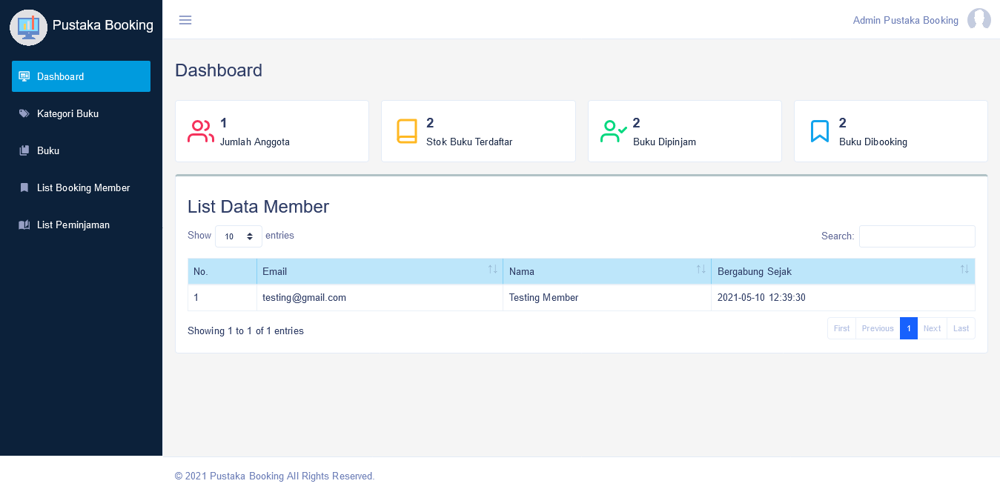 Pustaka Booking
Admin Pustaka Booking
Dashboard
Kategori Buku
Buku
List Booking Member
List Peminjaman
Dashboard
1
Jumlah Anggota
2
Stok Buku Terdaftar
2
Buku Dipinjam
2
Buku Dibooking
List Data Member
Show 10 entries
Search:
No. Email Nama Bergabung Sejak
1 testing@gmail.com Testing Member 2021-05-10 12:39:30
Showing 1 to 1 of 1 entries
First Previous 1 Next Last
© 2021 Pustaka Booking All Rights Reserved.